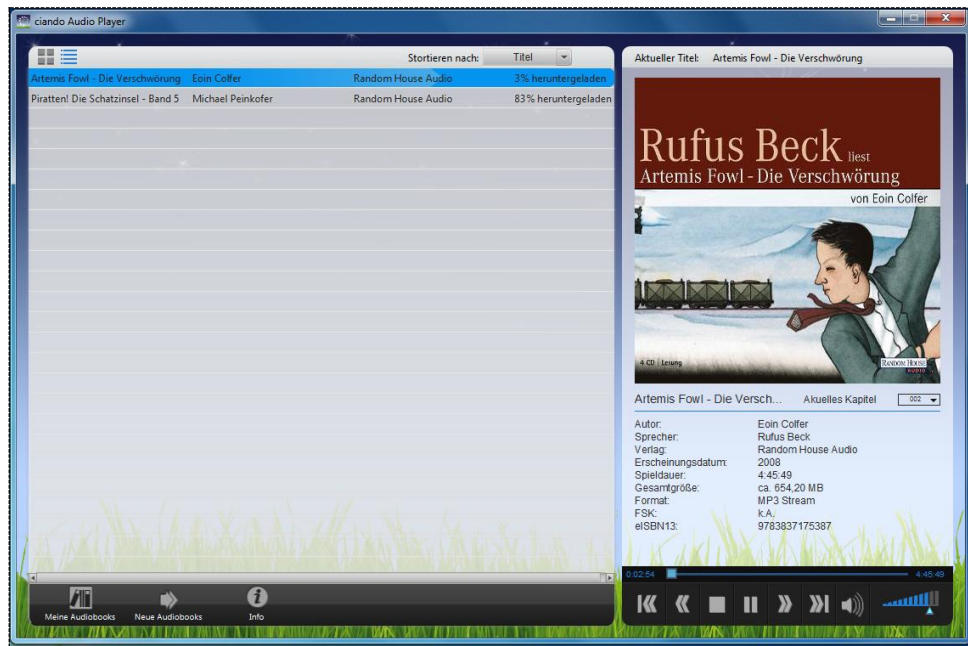 ciando Audio Player
Stortieren nach: Titel
Artemis Fowl - Die Verschwörung Eoin Colfer Random House Audio 3% heruntergeladen
Piratten! Die Schatzinsel - Band 5 Michael Peinkofer Random House Audio 83% heruntergeladen
Meine Audiobooks Neue Audiobooks Info
Aktueller Titel: Artemis Fowl - Die Verschwörung
Rufus Beck liest
Artemis Fowl - Die Verschwörung
von Eoin Colfer
4 CD Lesung
RANDOM HOUSE
AUDIO
Artemis Fowl - Die Versch... Akuelles Kapitel 002
Autor: Eoin Colfer
Sprecher: Rufus Beck
Verlag: Random House Audio
Erscheinungsdatum: 2008
Spieldauer: 4:45:49
Gesamtgröße: ca. 654,20 MB
Format: MP3 Stream
FSK: k.A.
eISBN13: 9783837175387
0:02:54 4:45:49